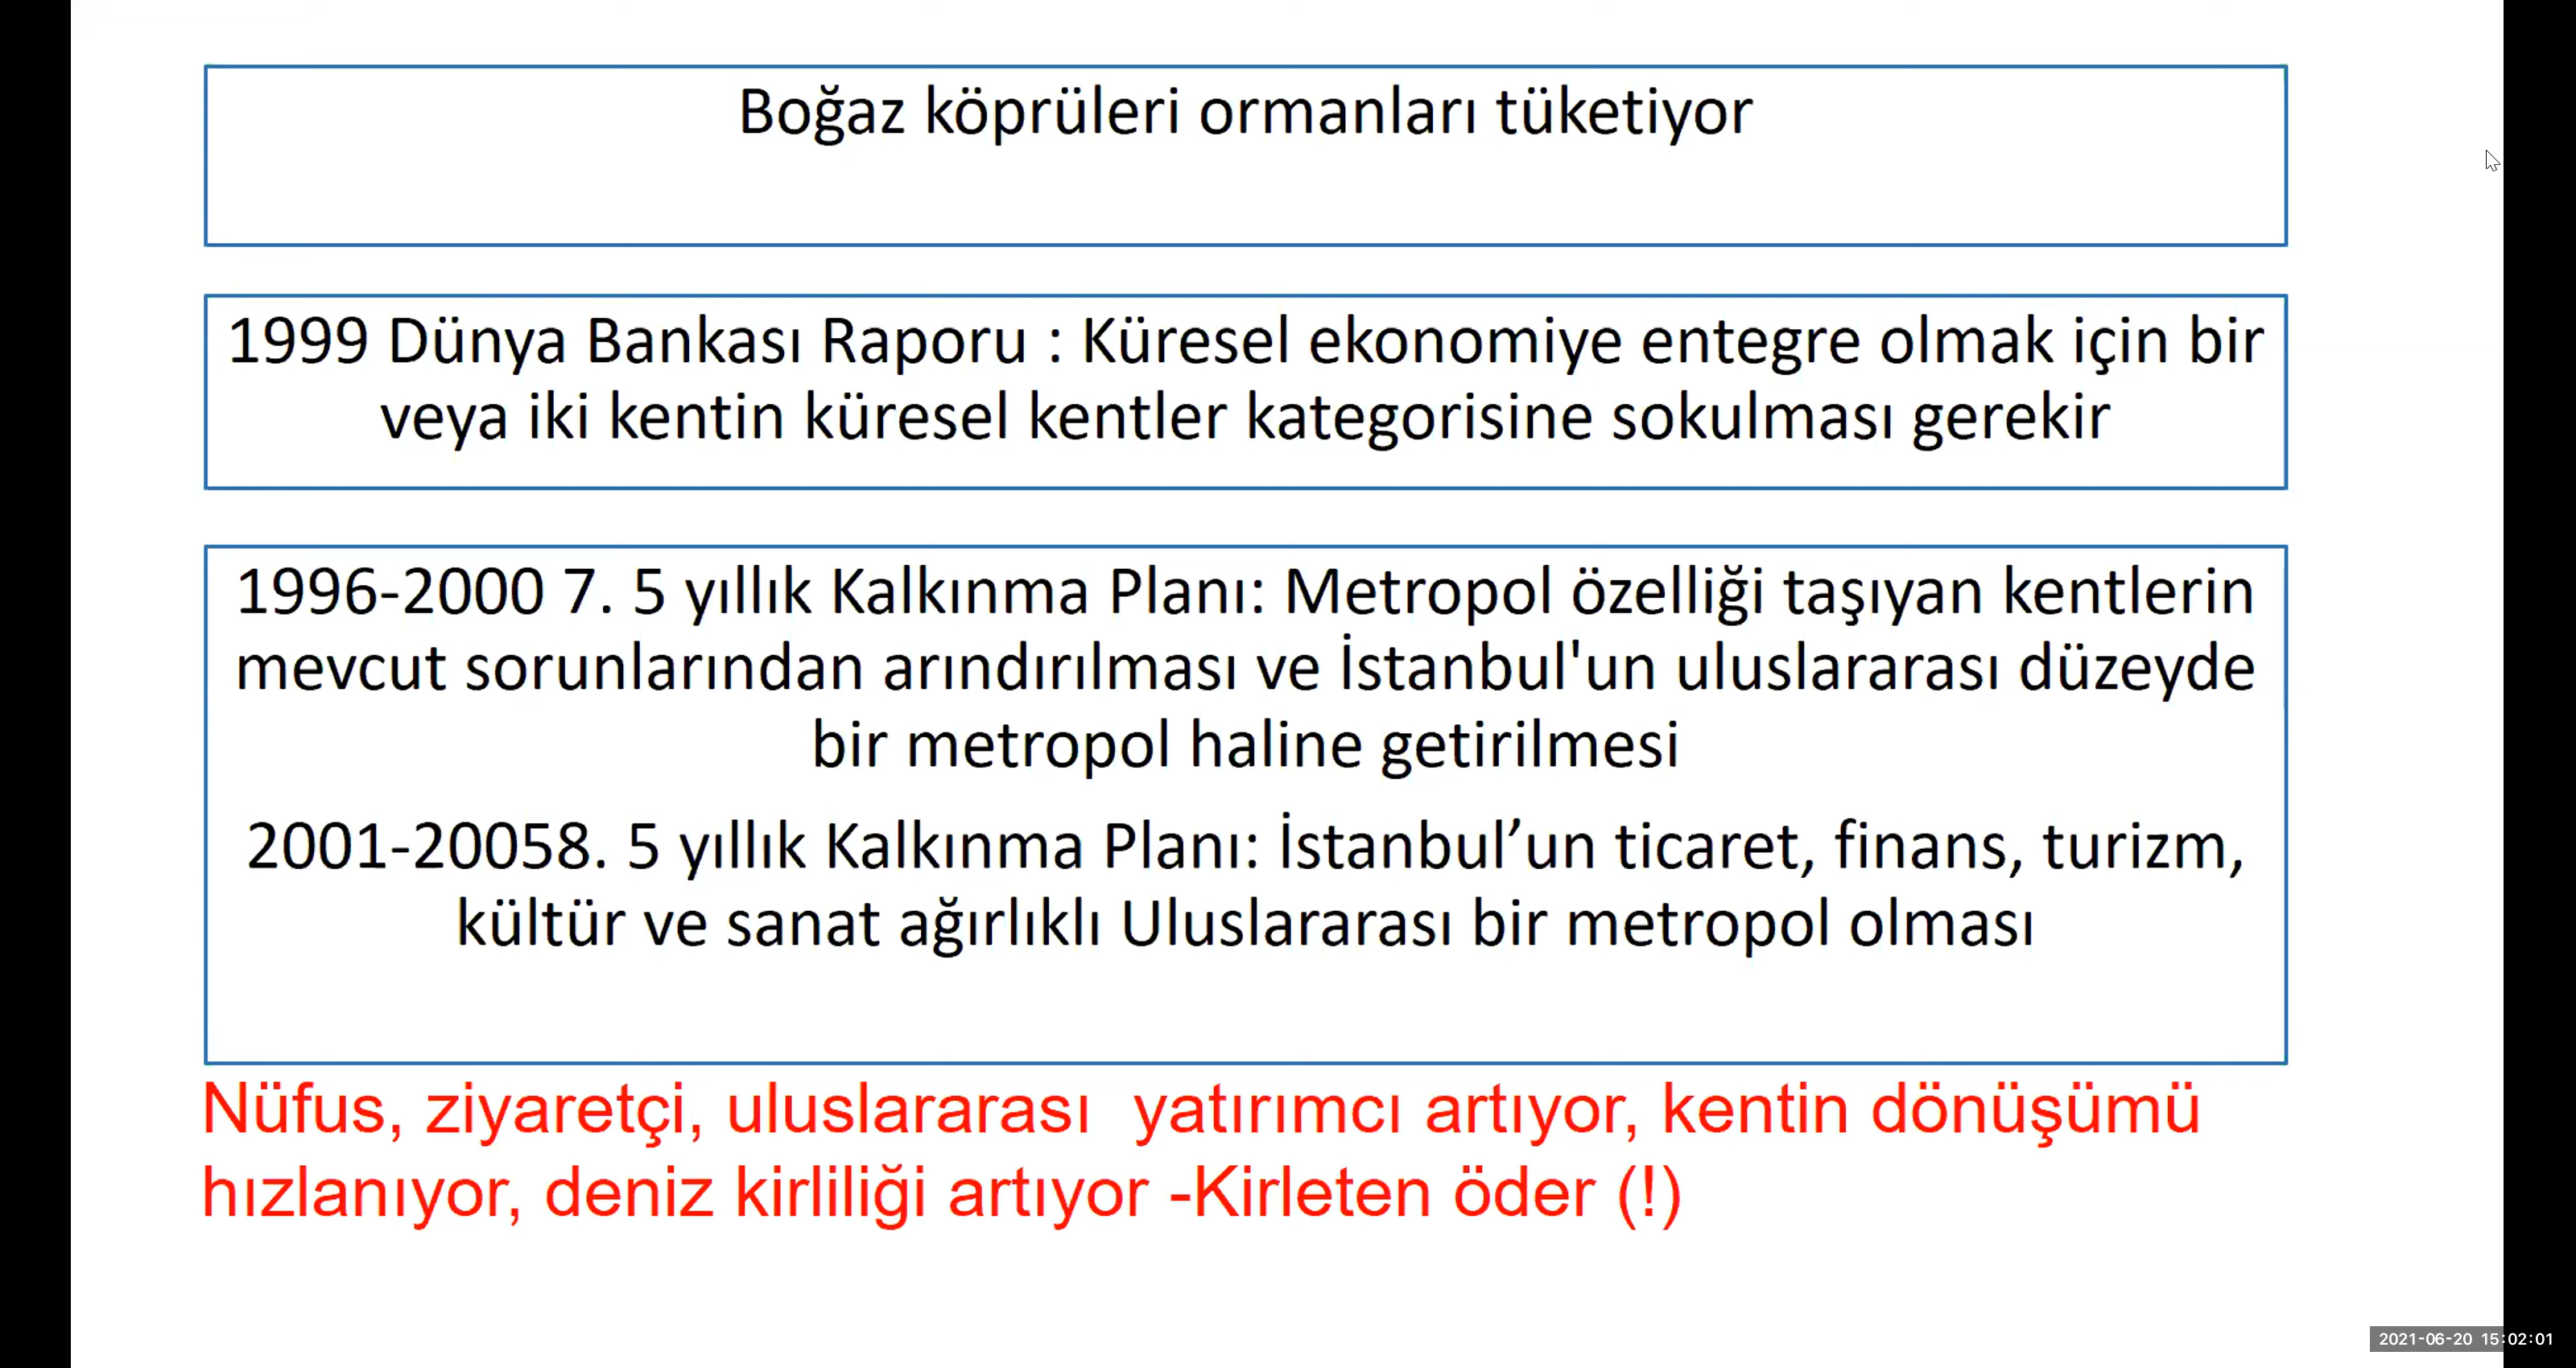 Boğaz köprüleri ormanları tüketiyor
1999 Dünya Bankası Raporu : Küresel ekonomiye entegre olmak için bir
veya iki kentin küresel kentler kategorisine sokulması gerekir
1996-2000 7. 5 yıllık Kalkınma Planı: Metropol özelliği taşıyan kentlerin
mevcut sorunlarından arındırılması ve İstanbul'un uluslararası düzeyde
bir metropol haline getirilmesi
2001-20058. 5 yıllık Kalkınma Planı: İstanbul’un ticaret, finans, turizm,
kültür ve sanat ağırlıklı Uluslararası bir metropol olması
Nüfus, ziyaretçi, uluslararası  yatırımcı artıyor, kentin dönüşümü
hızlanıyor, deniz kirliliği artıyor -Kirleten öder (!)
2021-06-20 15:02:01